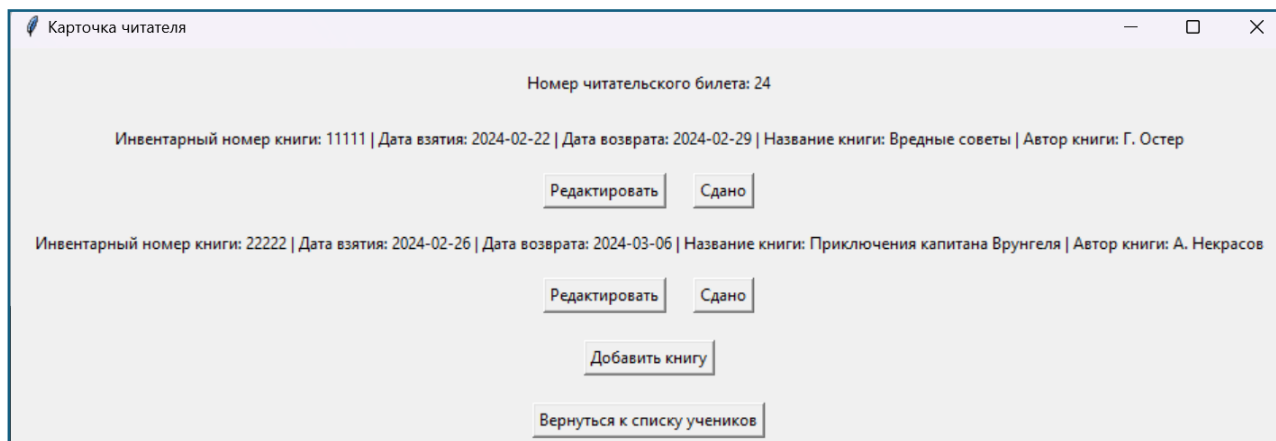 Карточка читателя
Номер читательского билета: 24
Инвентарный номер книги: 11111 | Дата взятия: 2024-02-22 | Дата возврата: 2024-02-29 | Название книги: Вредные советы | Автор книги: Г. Остер
Редактировать Сдано
Инвентарный номер книги: 22222 | Дата взятия: 2024-02-26 | Дата возврата: 2024-03-06 | Название книги: Приключения капитана Врунгеля | Автор книги: А. Некрасов
Редактировать Сдано
Добавить книгу
Вернуться к списку учеников